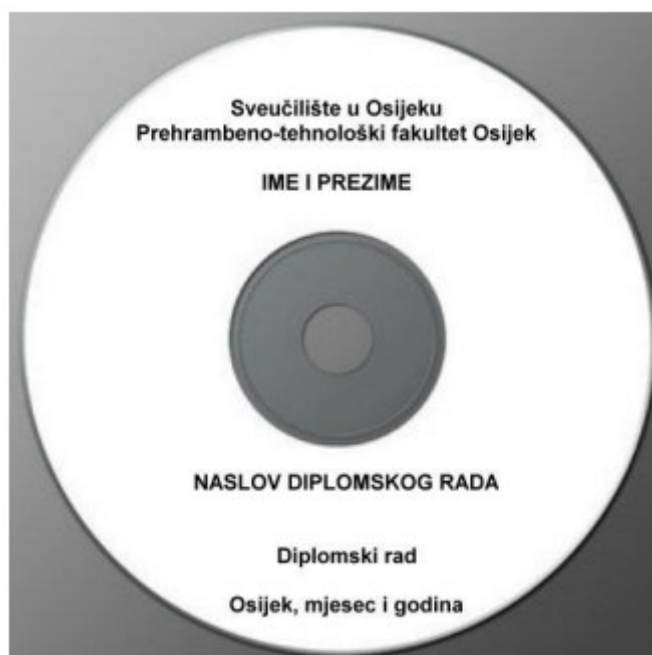 Sveučilište u Osijeku
Prehrambeno-tehnološki fakultet Osijek
IME I PREZIME
NASLOV DIPLOMSKOG RADA
Diplomski rad
Osijek, mjesec i godina